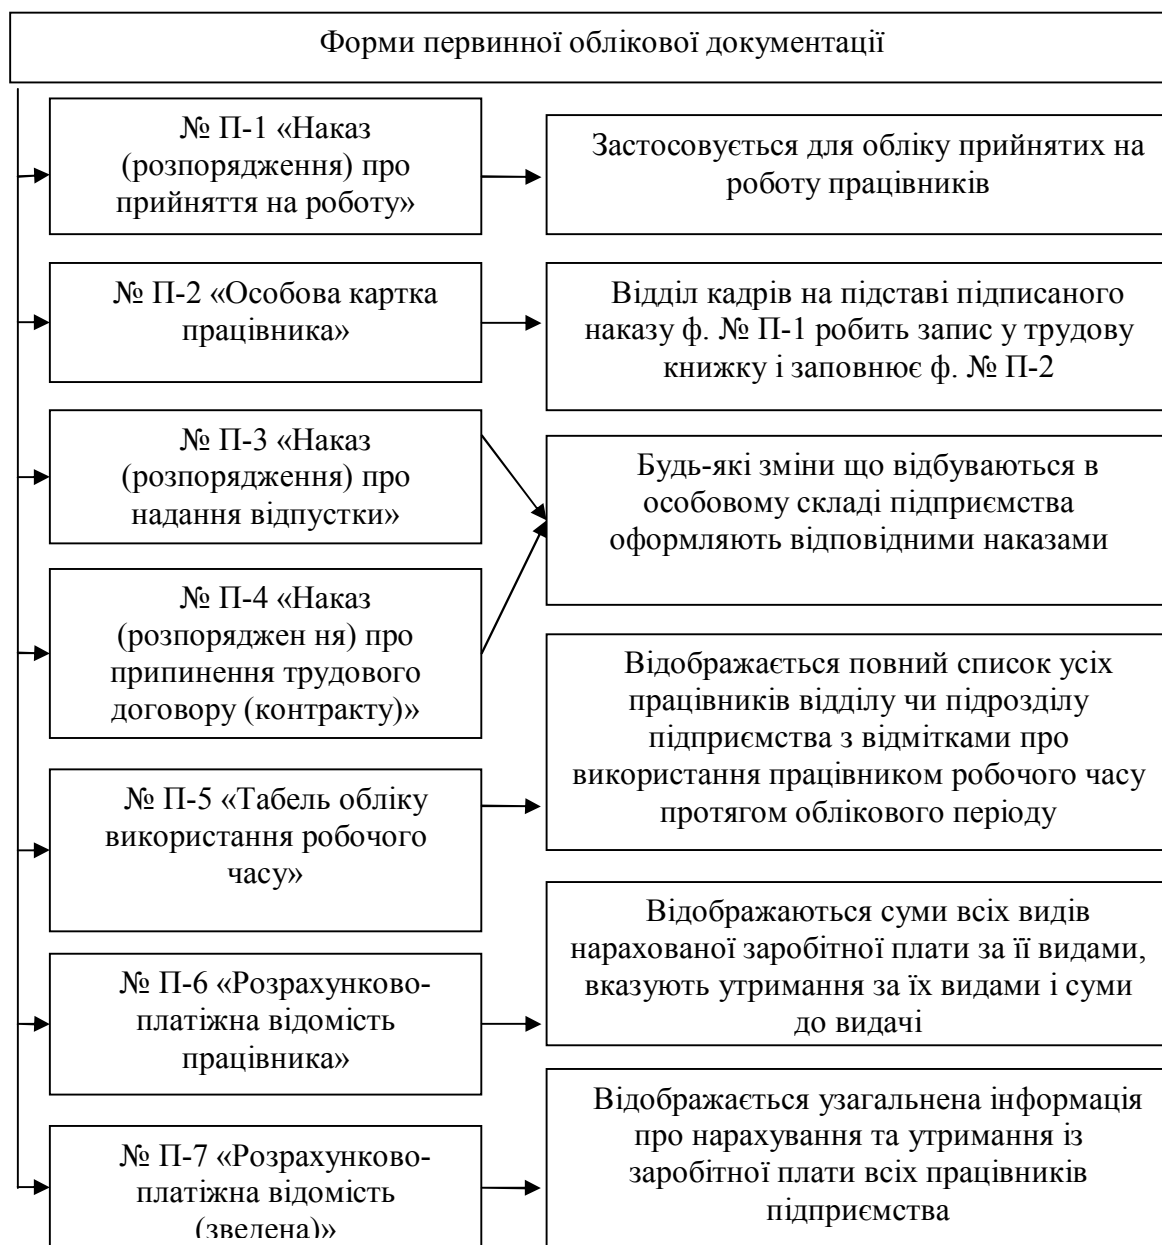 Форми первинної облікової документації
№ П-1 «Наказ
(розпорядження) про
прийняття на роботу»
Застосовується для обліку прийнятих на
роботу працівників
№ П-2 «Особова картка
працівника»
Відділ кадрів на підставі підписаного
наказу ф. № П-1 робить запис у трудову
книжку і заповнює ф. № П-2
№ П-3 «Наказ
(розпорядження) про
надання відпустки»
Будь-які зміни що відбуваються в
особовому складі підприємства
оформляють відповідними наказами
№ П-4 «Наказ
(розпоряджен ня) про
припинення трудового
договору (контракту)»
Відображається повний список усіх
працівників відділу чи підрозділу
підприємства з відмітками про
використання працівником робочого часу
протягом облікового періоду
№ П-5 «Табель обліку
використання робочого
часу»
Відображаються суми всіх видів
нарахованої заробітної плати за її видами,
вказують утримання за їх видами і суми
до видачі
№ П-6 «Розрахунково-
платіжна відомість
працівника»
Відображається узагальнена інформація
про нарахування та утримання із
заробітної плати всіх працівників
підприємства
№ П-7 «Розрахунково-
платіжна відомість
(зведена)»